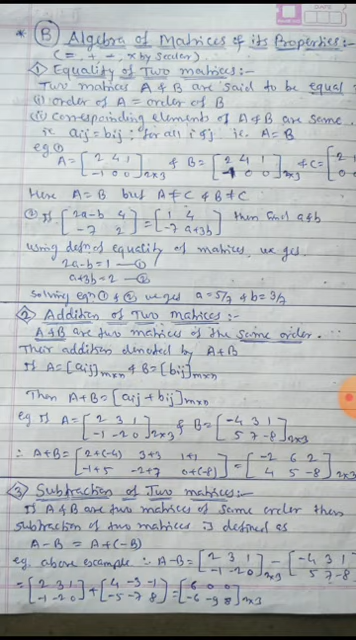 DATE
* (B) Algebra of Matrices & its Properties:-
(=, +, -, x by Scalar)
① Equality of Two matrices:-
Two matrices A & B are said to be equal
(i) order of A = order of B
(ii) corresponding elements of A & B are same.
ie. aij = bij ; for all i & j ie. A = B
eg ① A = [2 4 1 / -1 0 0]2x3 & B = [2 4 1 / -1 0 0]2x3 & C = [2 1 / 0 0
Here A = B but A ≠ C & B ≠ C
② If [2a-b 4 / -7 2] = [1 4 / -7 a+3b] then find a & b
using defn of equality of matrices, we get
2a-b = 1 —①
a+3b = 2 —②
solving eqn ① & ② we get a = 5/7 & b = 3/7
② Addition of Two Matrices:-
A & B are two matrices of the same order.
Their addition denoted by A+B
If A = [aij]mxn & B = [bij]mxn
Then A+B = [aij + bij]mxn
eg If A = [2 3 1 / -1 -2 0]2x3 & B = [-4 3 1 / 5 7 -8]2x3
∴ A+B = [2+(-4) 3+3 1+1 / -1+5 -2+7 0+(-8)] = [-2 6 2 / 4 5 -8]2x3
③ Subtraction of Two matrices:-
If A & B are two matrices of same order then
subtraction of two matrices is defined as
A-B = A+(-B)
eg. above example ∴ A-B = [2 3 1 / -1 -2 0]2x3 - [-4 3 1 / 5 7 -8
= [2 3 1 / -1 -2 0] + [4 -3 -1 / -5 -7 8] = [6 0 0 / -6 -9 8]2x3